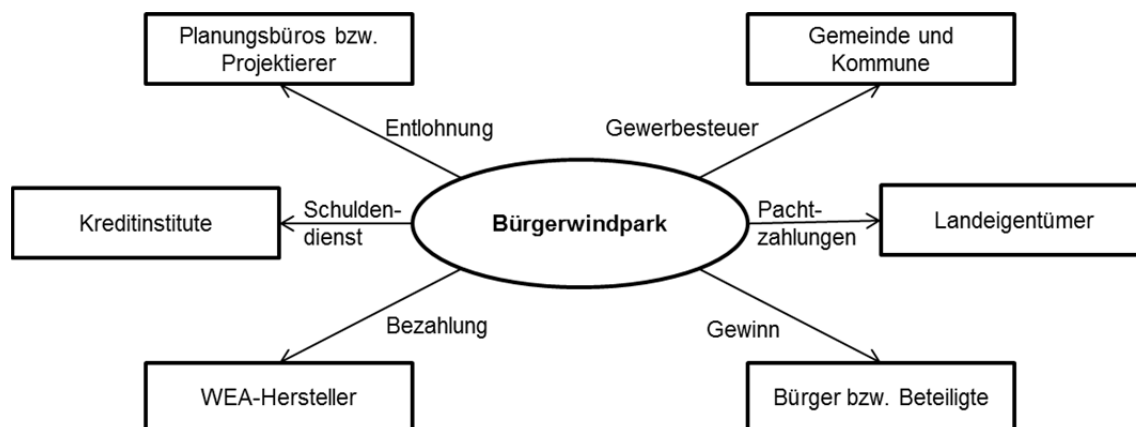 Planungsbüros bzw.
Projektierer
Gemeinde und
Kommune
Entlohnung
Gewerbesteuer
Kreditinstitute
Schulden-
dienst
Bürgerwindpark
Pacht-
zahlungen
Landeigentümer
Bezahlung
Gewinn
WEA-Hersteller
Bürger bzw. Beteiligte